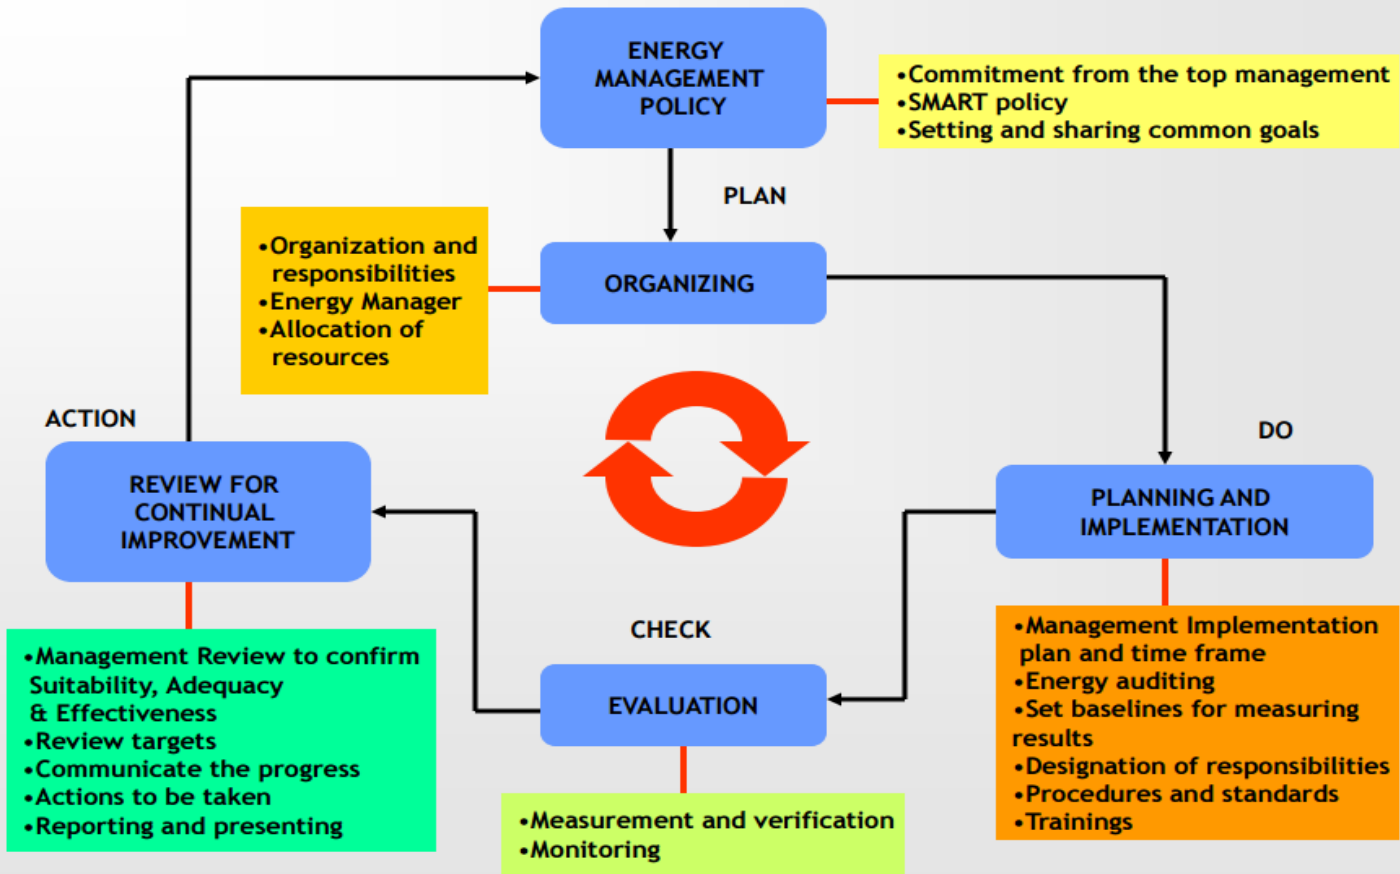 ENERGY
MANAGEMENT
POLICY
•Commitment from the top management
•SMART policy
•Setting and sharing common goals
PLAN
•Organization and
responsibilities
•Energy Manager
•Allocation of
resources
ORGANIZING
ACTION
DO
REVIEW FOR
CONTINUAL
IMPROVEMENT
PLANNING AND
IMPLEMENTATION
CHECK
EVALUATION
•Management Review to confirm
Suitability, Adequacy
& Effectiveness
•Review targets
•Communicate the progress
•Actions to be taken
•Reporting and presenting
•Measurement and verification
•Monitoring
•Management Implementation
plan and time frame
•Energy auditing
•Set baselines for measuring
results
•Designation of responsibilities
•Procedures and standards
•Trainings